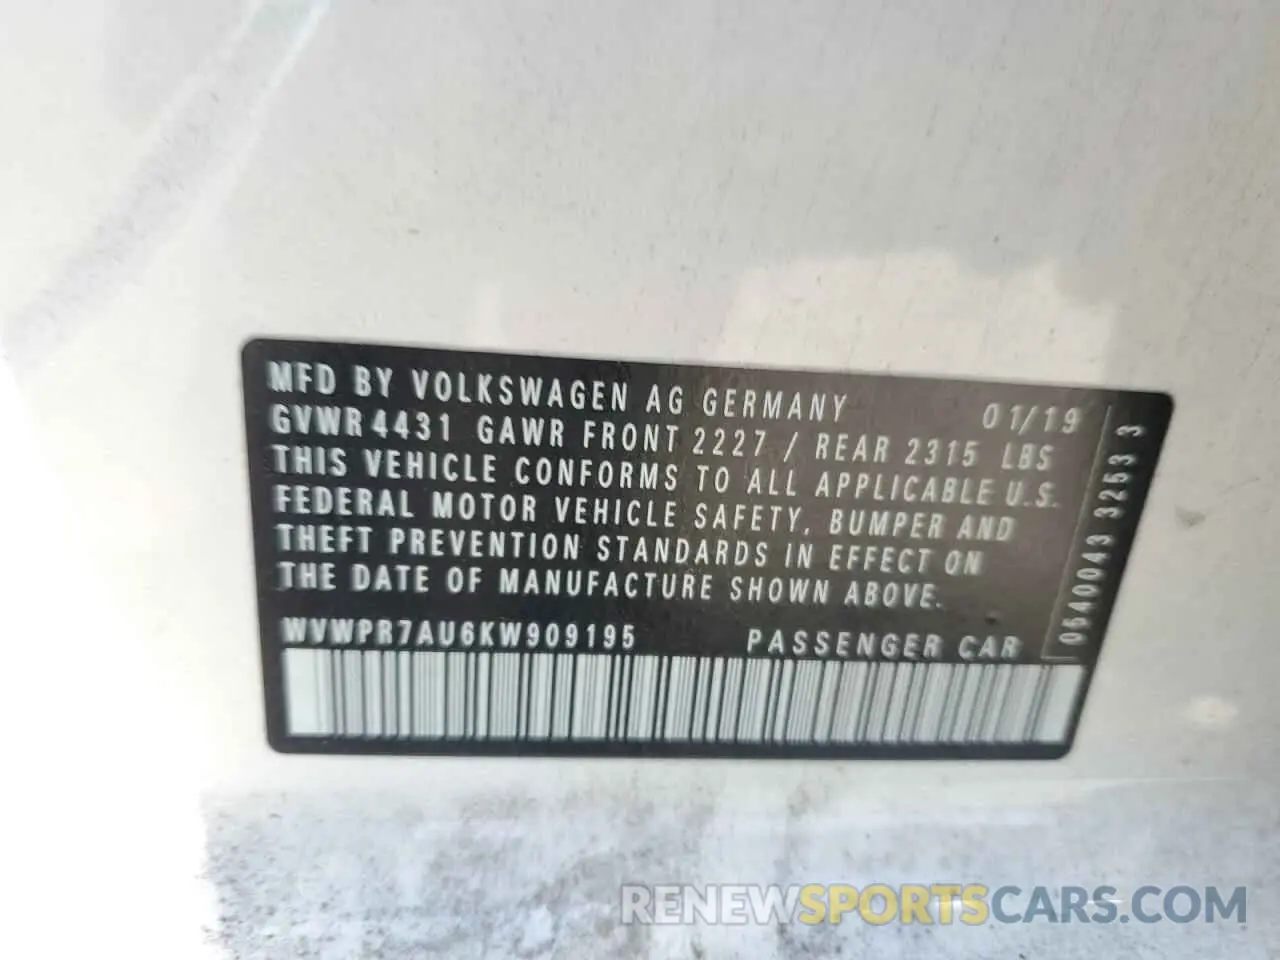 MFD BY VOLKSWAGEN AG GERMANY 01/19
GVWR 4431 GAWR FRONT 2227 / REAR 2315 LBS
THIS VEHICLE CONFORMS TO ALL APPLICABLE U.S.
FEDERAL MOTOR VEHICLE SAFETY, BUMPER AND
THEFT PREVENTION STANDARDS IN EFFECT ON
THE DATE OF MANUFACTURE SHOWN ABOVE.
WVWPR7AU6KW909195 PASSENGER CAR
0640043 3253 3
RENEWSPORTSCARS.COM